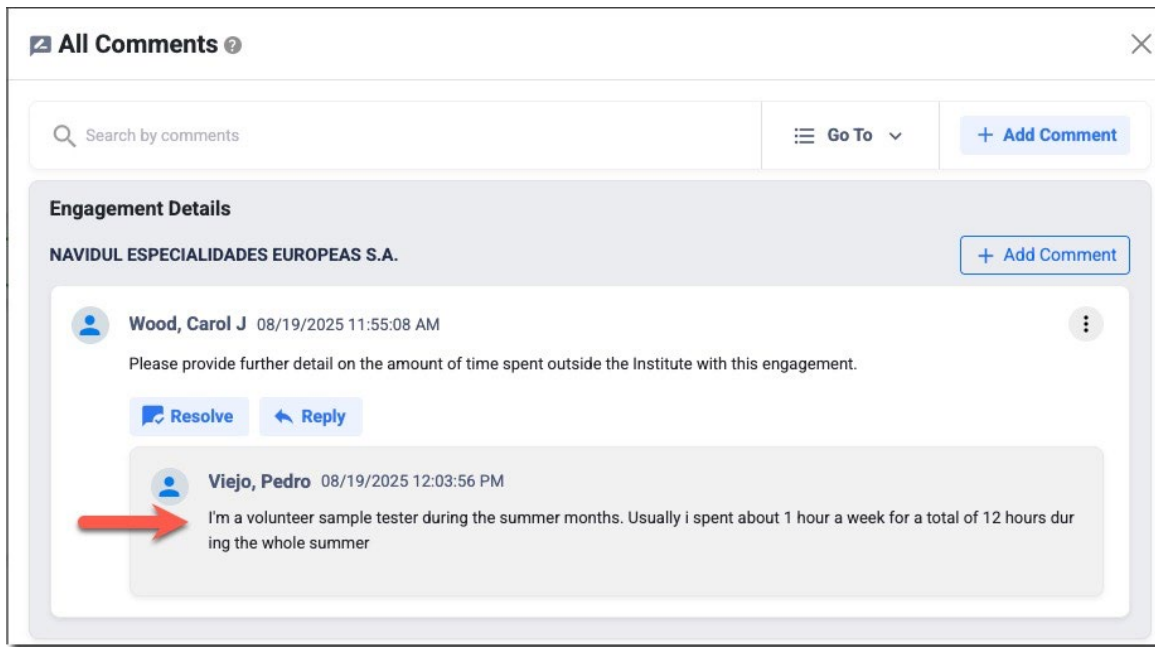 All Comments
Search by comments
Go To
+ Add Comment
Engagement Details
NAVIDUL ESPECIALIDADES EUROPEAS S.A.
+ Add Comment
Wood, Carol J 08/19/2025 11:55:08 AM
Please provide further detail on the amount of time spent outside the Institute with this engagement.
Resolve
Reply
Viejo, Pedro 08/19/2025 12:03:56 PM
I'm a volunteer sample tester during the summer months. Usually i spent about 1 hour a week for a total of 12 hours dur
ing the whole summer